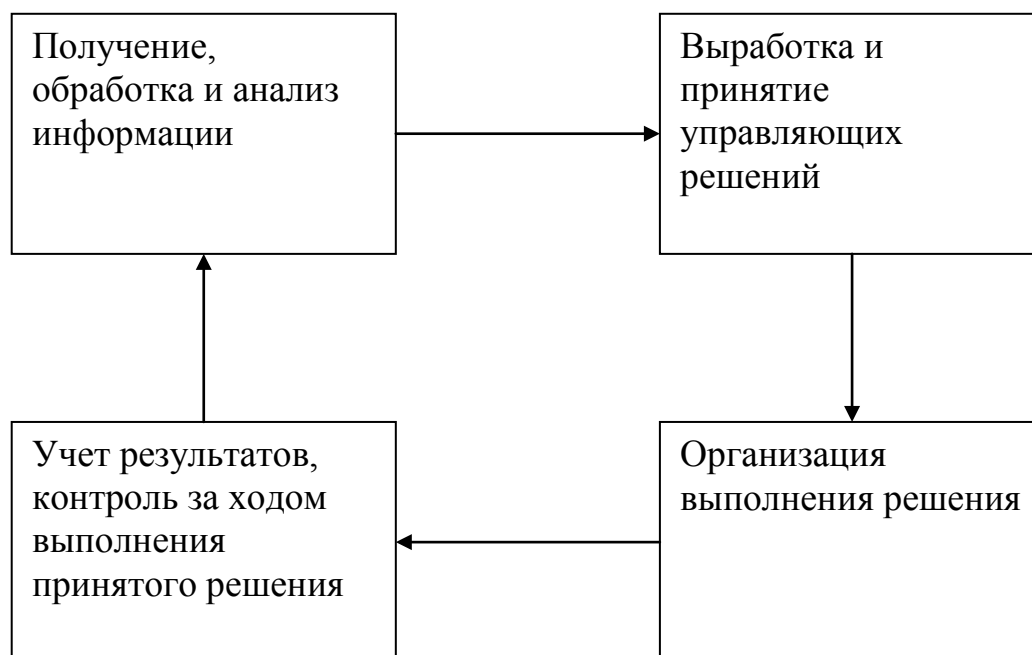 Получение,
обработка и анализ
информации
Выработка и
принятие
управляющих
решений
Учет результатов,
контроль за ходом
выполнения
принятого решения
Организация
выполнения решения